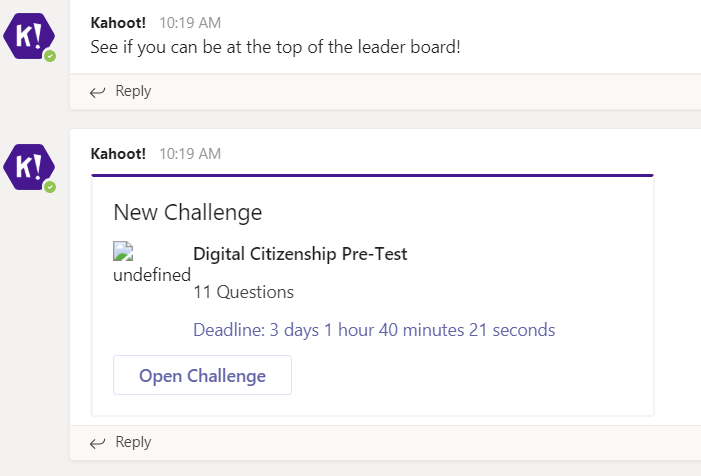 K!
Kahoot! 10:19 AM
See if you can be at the top of the leader board!
Reply
K!
Kahoot! 10:19 AM
New Challenge
undefined
Digital Citizenship Pre-Test
11 Questions
Deadline: 3 days 1 hour 40 minutes 21 seconds
Open Challenge
Reply